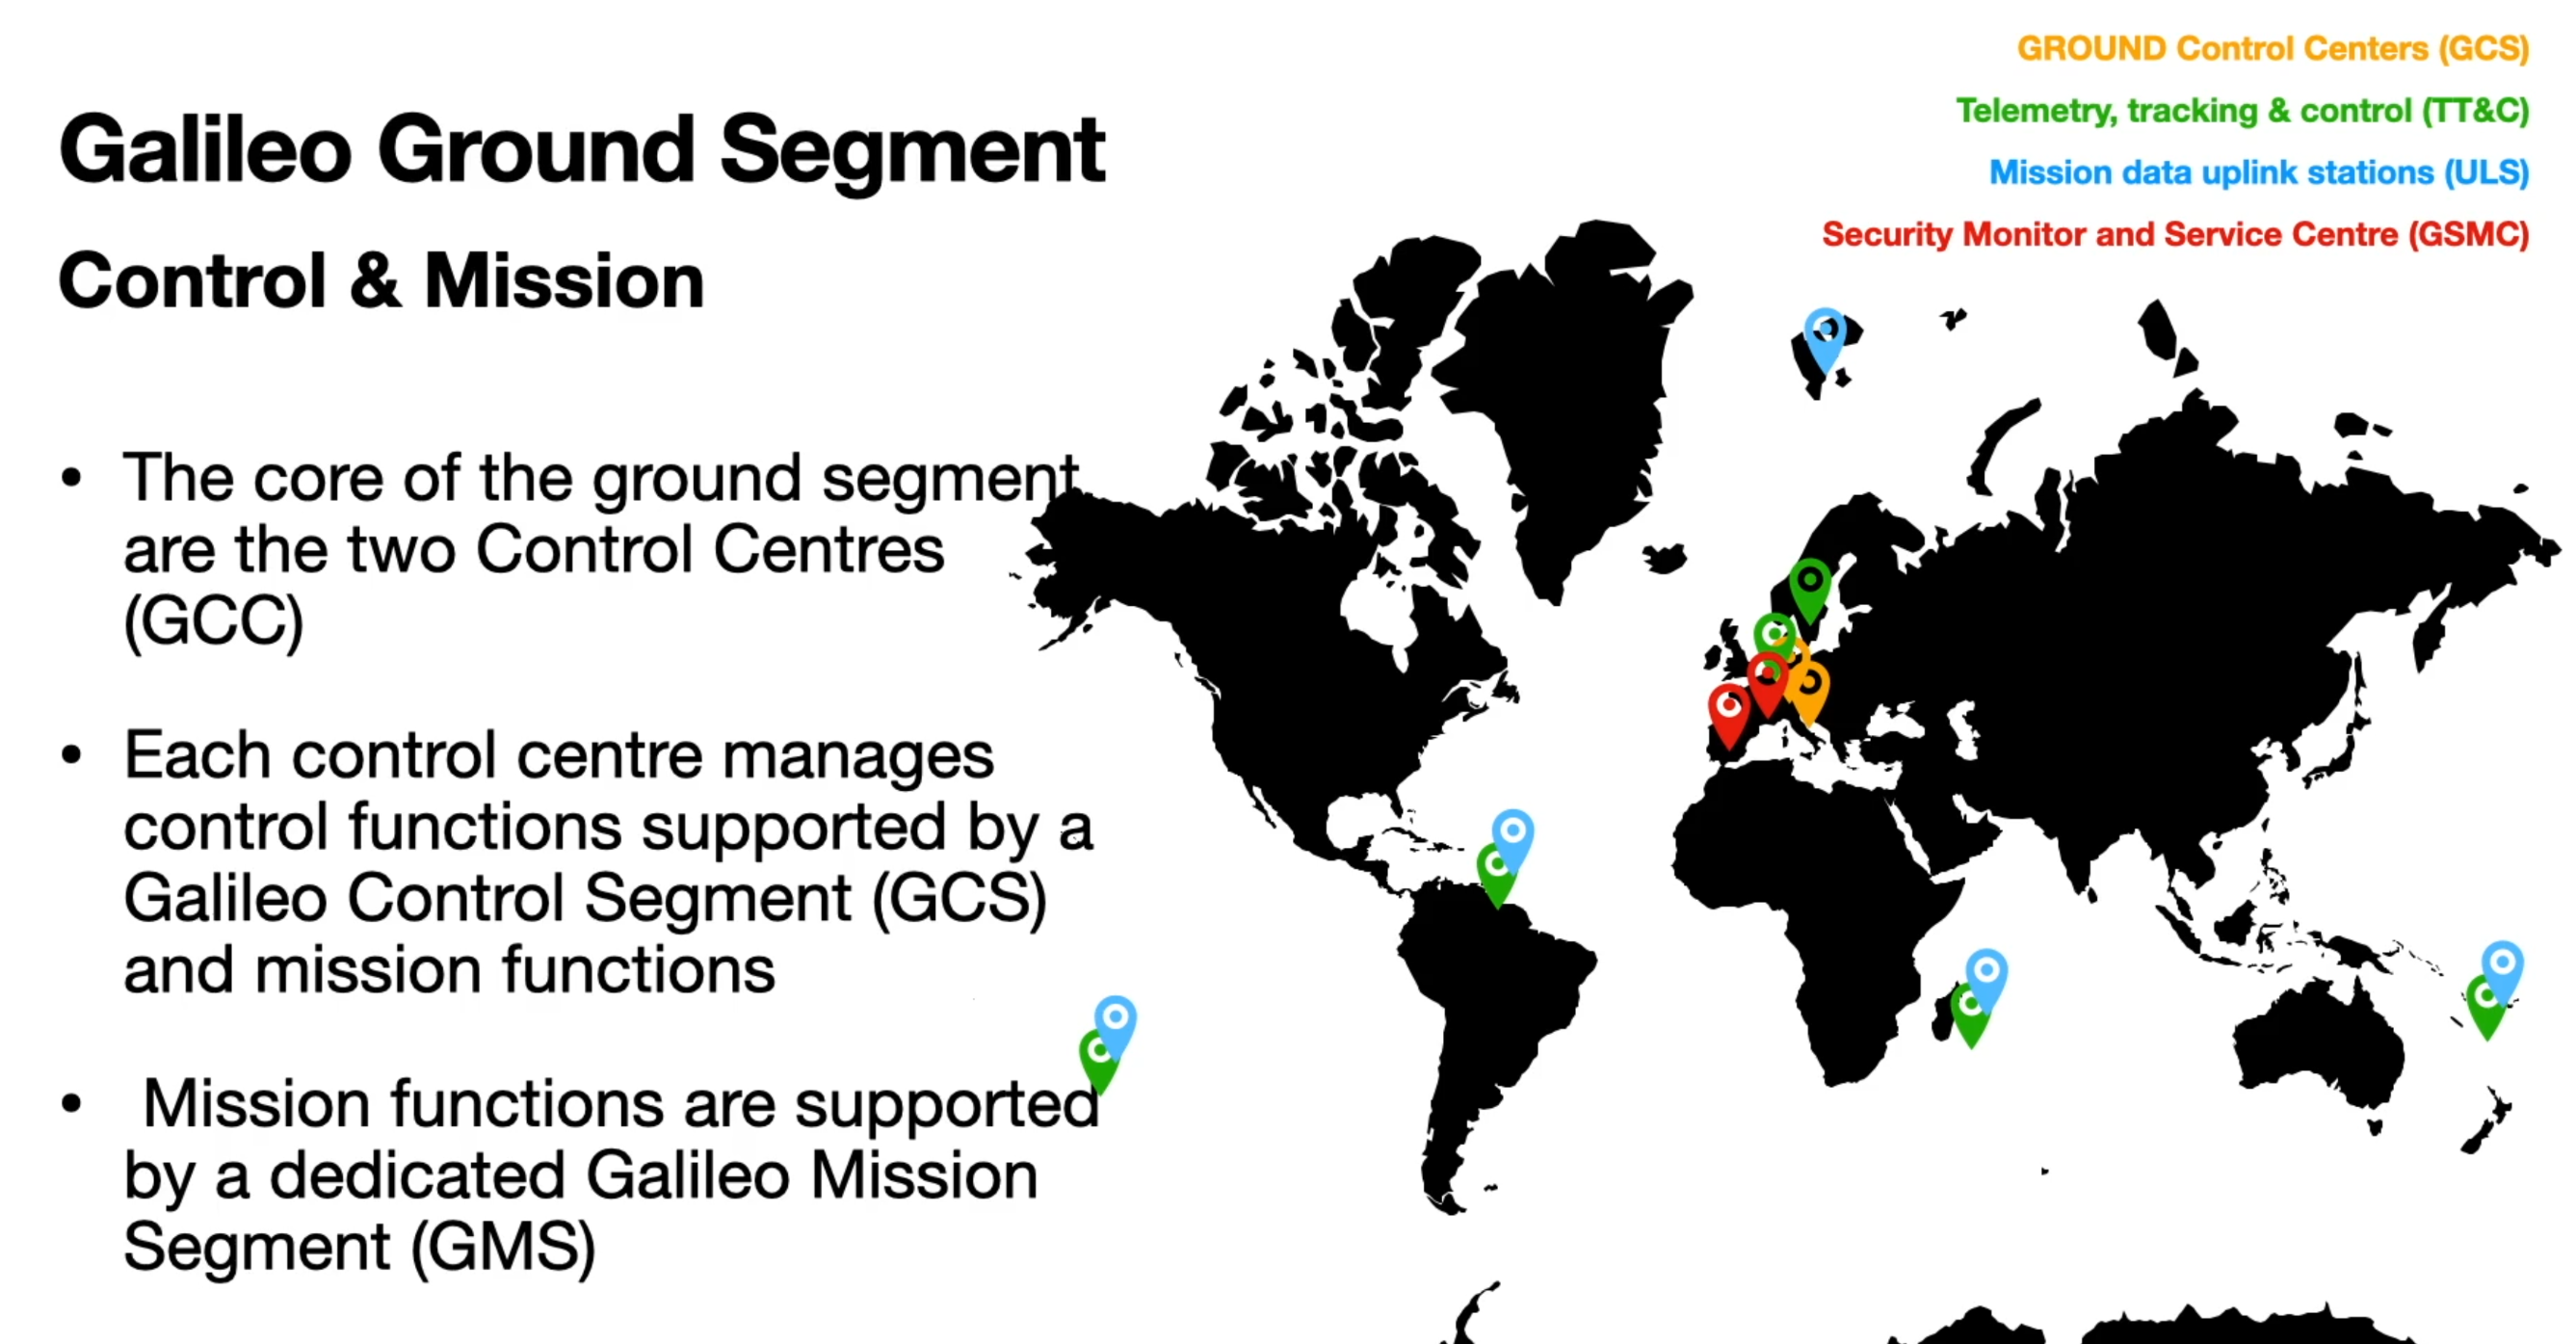 GROUND Control Centers (GCS)
Telemetry, tracking & control (TT&C)
Mission data uplink stations (ULS)
Security Monitor and Service Centre (GSMC)
Galileo Ground Segment
Control & Mission
• The core of the ground segment
are the two Control Centres
(GCC)
• Each control centre manages
control functions supported by a
Galileo Control Segment (GCS)
and mission functions
• Mission functions are supported
by a dedicated Galileo Mission
Segment (GMS)